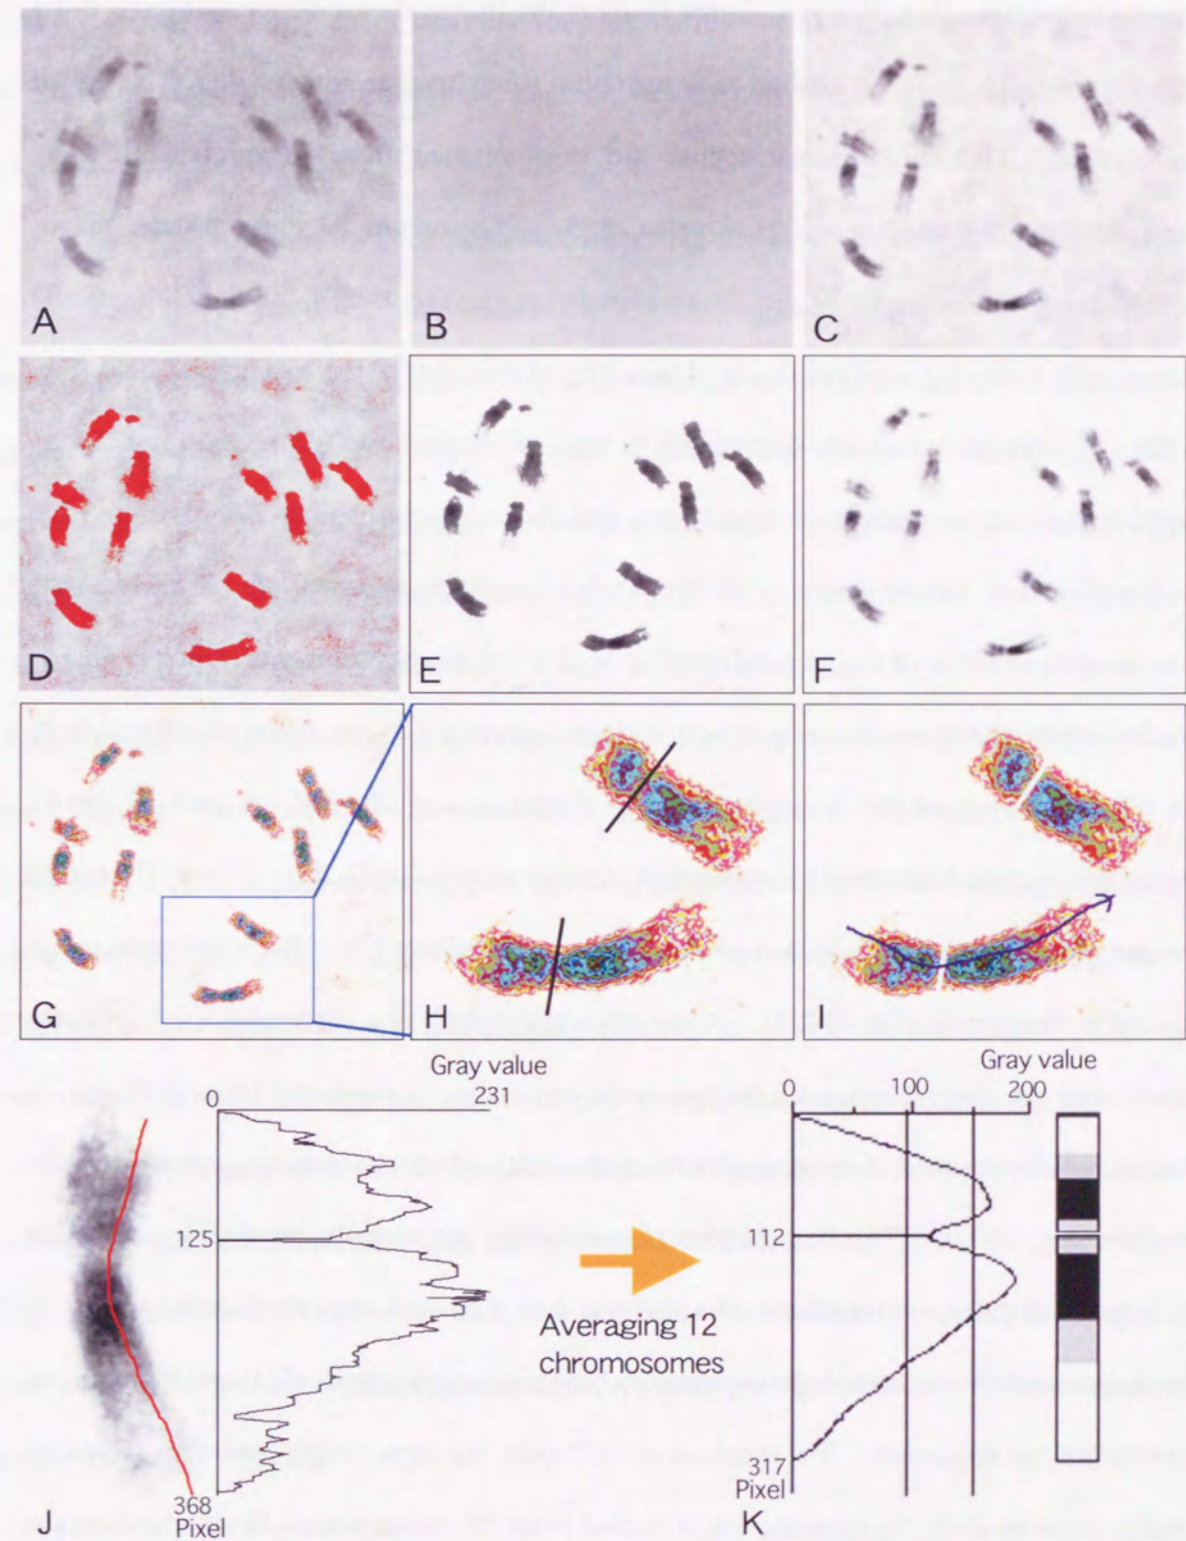 A
B
C
D
E
F
G
H
I
Gray value
0
231
125
368
Pixel
J
Averaging 12
chromosomes
Gray value
0
100
200
112
317
Pixel
K